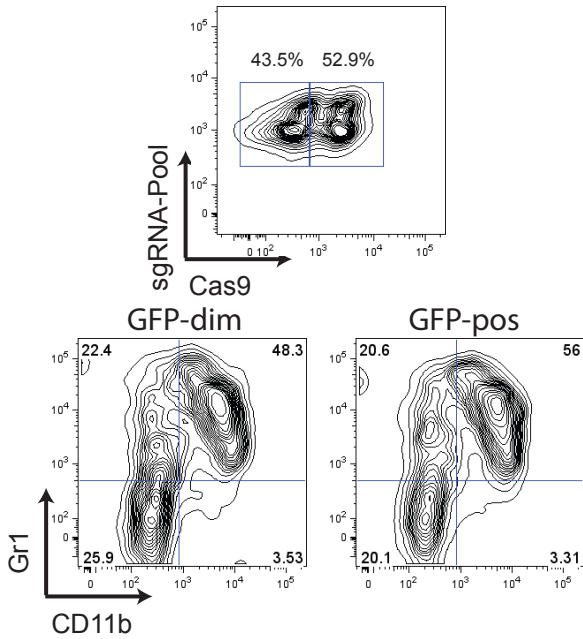 10⁵
43.5% 52.9%
10⁴
10³
10²
0
sgRNA-Pool
0 10² 10³ 10⁴ 10⁵
Cas9
GFP-dim GFP-pos
22.4 48.3 20.6 56
10⁵ 10⁵
10⁴ 10⁴
10³ 10³
10² 10²
0 0
25.9 3.53 20.1 3.31
Gr1
0 10² 10³ 10⁴ 10⁵ 0 10² 10³ 10⁴ 10⁵
CD11b